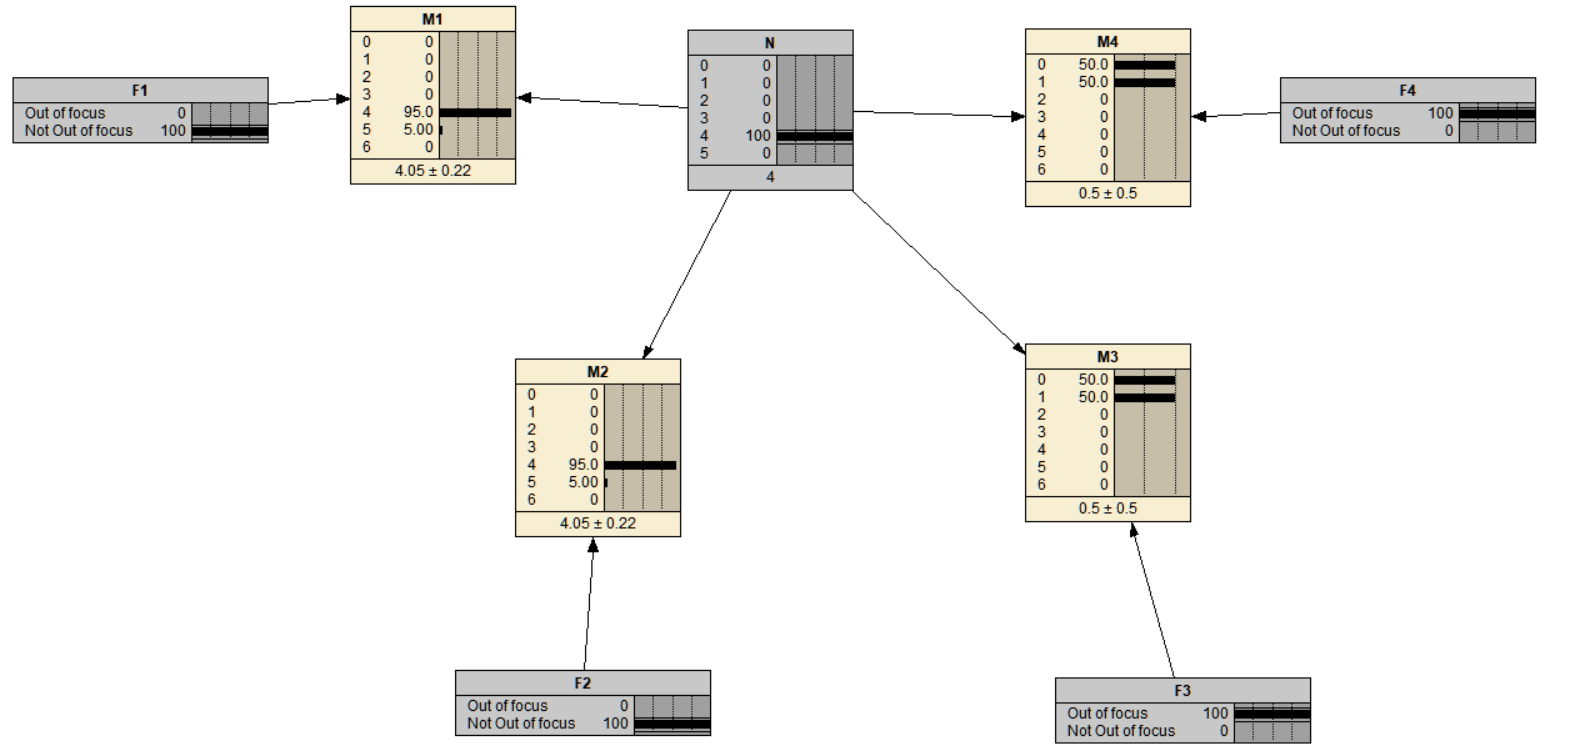 M1
0 0
1 0
2 0
3 0
4 95.0
5 5.00
6 0
4.05 ± 0.22
N
0 0
1 0
2 0
3 0
4 100
5 0
4
M4
0 50.0
1 50.0
2 0
3 0
4 0
5 0
6 0
0.5 ± 0.5
F1
Out of focus 0
Not Out of focus 100
F4
Out of focus 100
Not Out of focus 0
M2
0 0
1 0
2 0
3 0
4 95.0
5 5.00
6 0
4.05 ± 0.22
M3
0 50.0
1 50.0
2 0
3 0
4 0
5 0
6 0
0.5 ± 0.5
F2
Out of focus 0
Not Out of focus 100
F3
Out of focus 100
Not Out of focus 0